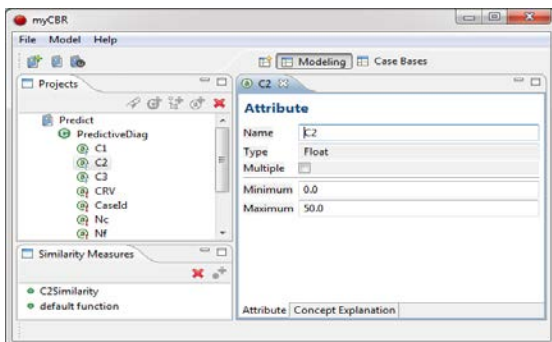 myCBR
File Model Help
Modeling Case Bases
Projects
Predict
PredictiveDiag
C1
C2
C3
CRV
CaseId
Nc
Nf
Similarity Measures
C2Similarity
default function
C2
Attribute
Name C2
Type Float
Multiple
Minimum 0.0
Maximum 50.0
Attribute Concept Explanation